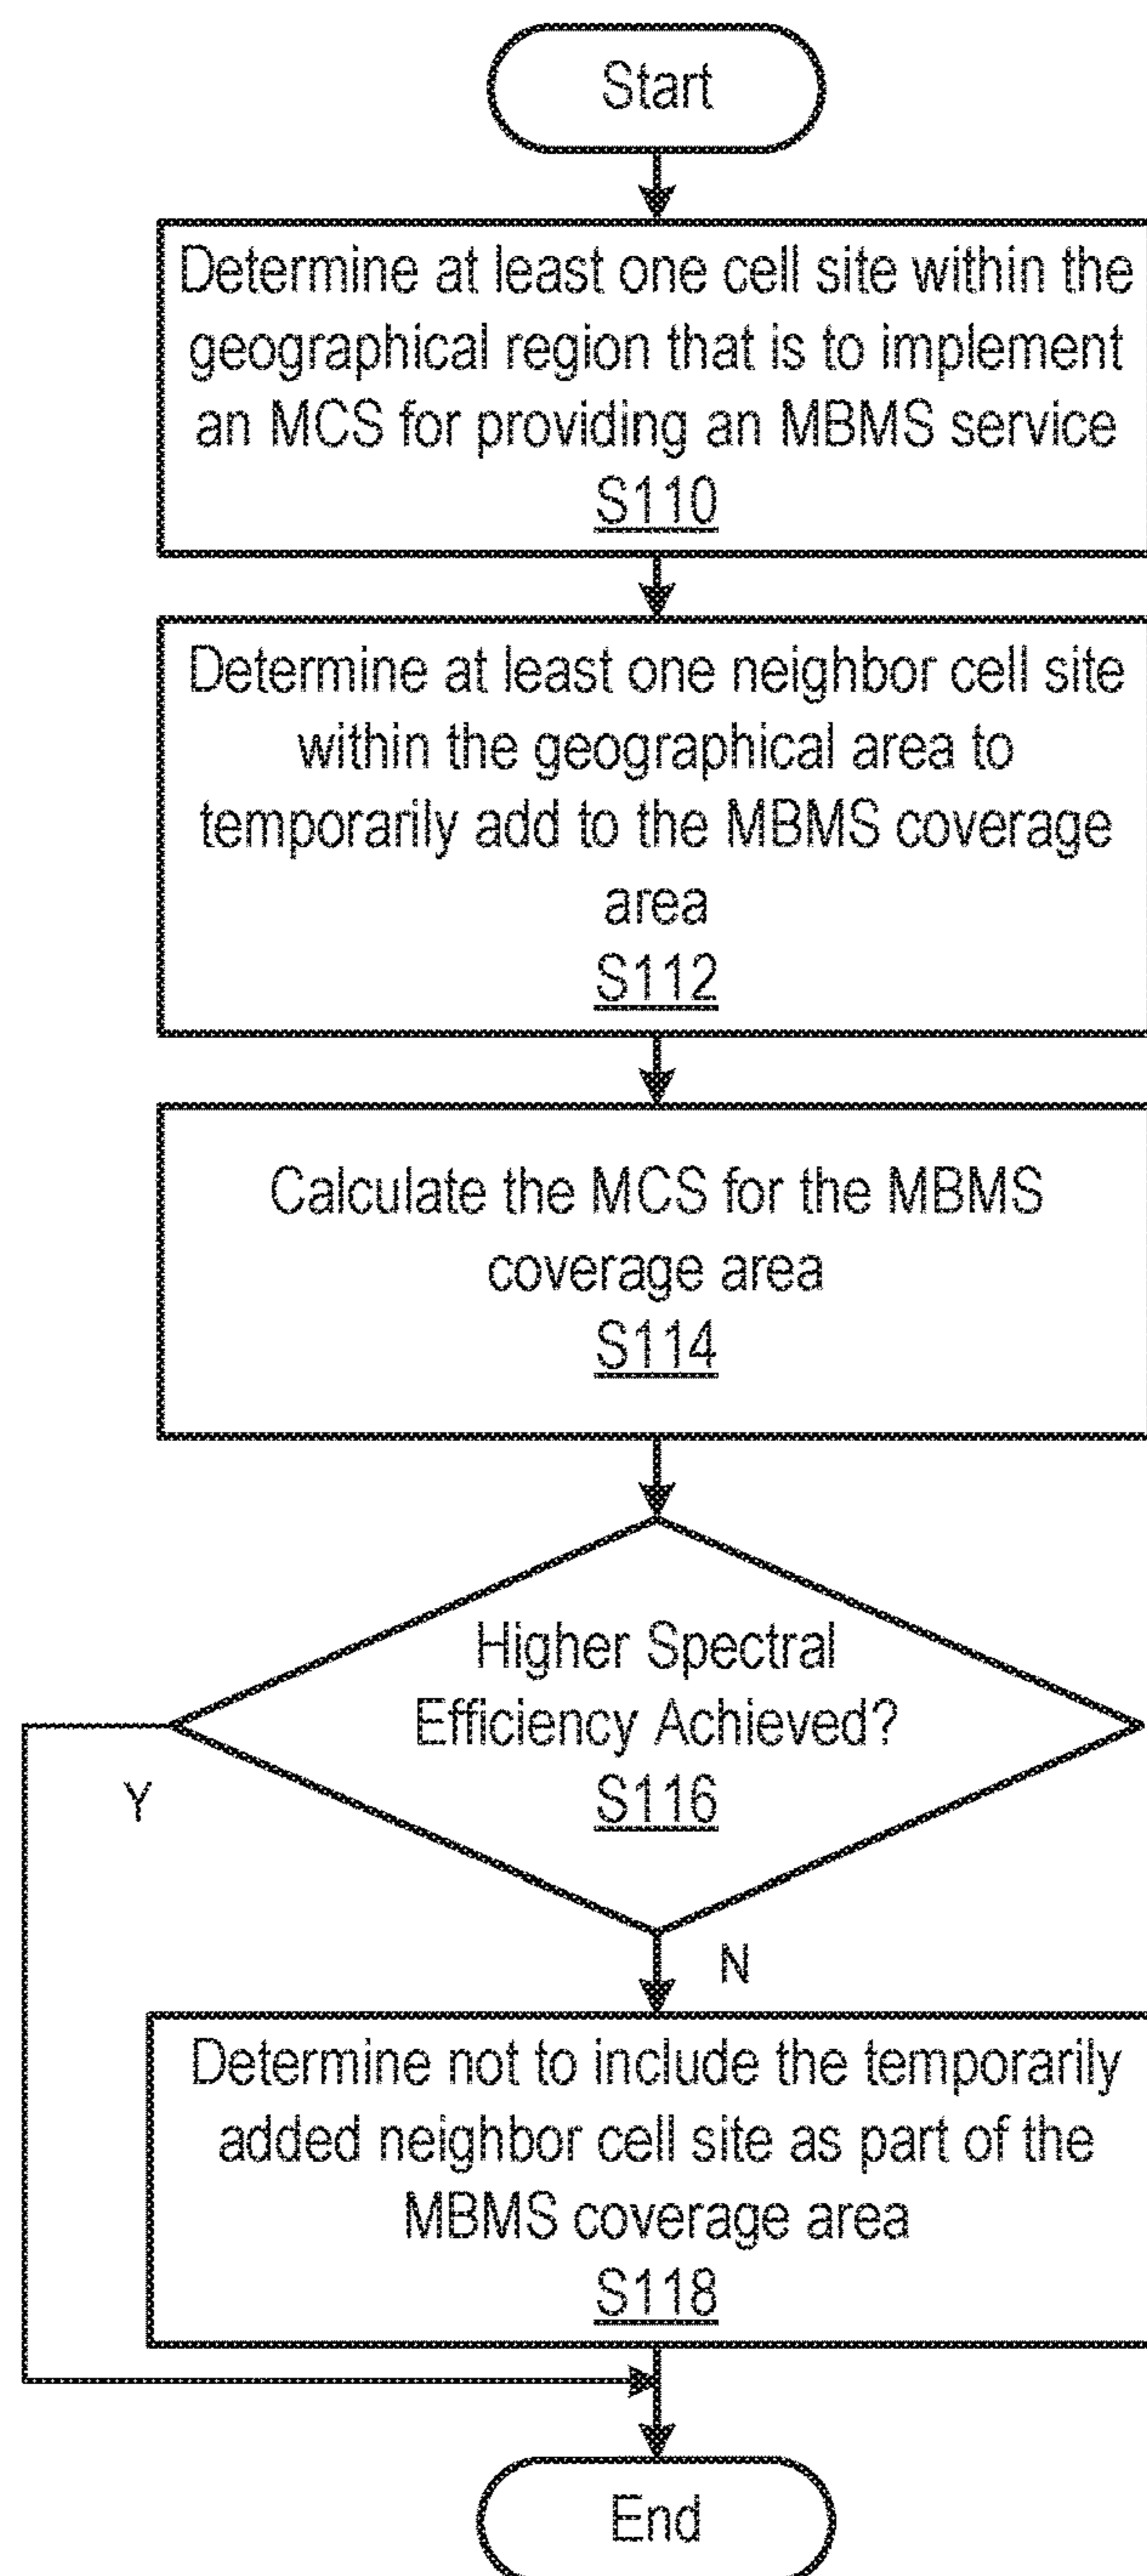 Start
Determine at least one cell site within the
geographical region that is to implement
an MCS for providing an MBMS service
S110
Determine at least one neighbor cell site
within the geographical area to
temporarily add to the MBMS coverage
area
S112
Calculate the MCS for the MBMS
coverage area
S114
Higher Spectral
Efficiency Achieved?
S116
Y
N
Determine not to include the temporarily
added neighbor cell site as part of the
MBMS coverage area
S118
End